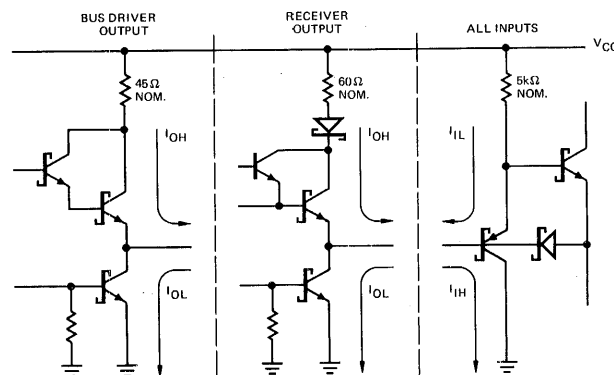 BUS DRIVER
OUTPUT
RECEIVER
OUTPUT
ALL INPUTS
VCC
45Ω
NOM.
60Ω
NOM.
5kΩ
NOM.
IOH
IOH
IIL
IOL
IOL
IIH